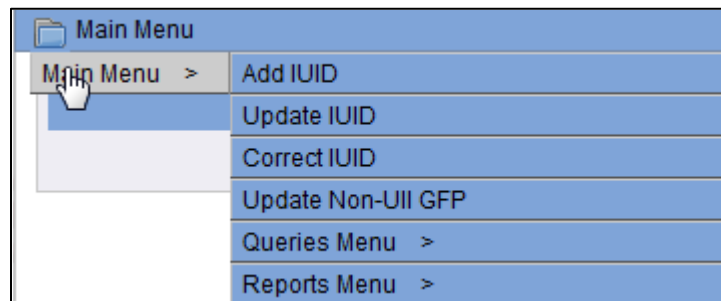 Main Menu
Main Menu >
Add IUID
Update IUID
Correct IUID
Update Non-UII GFP
Queries Menu >
Reports Menu >